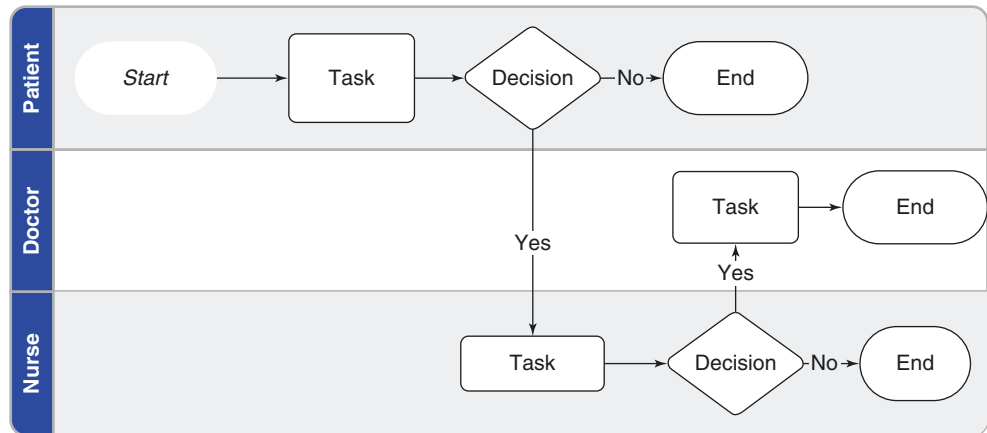 Patient
Start
Task
Decision
No
End
Doctor
Yes
Task
End
Yes
Nurse
Task
Decision
No
End